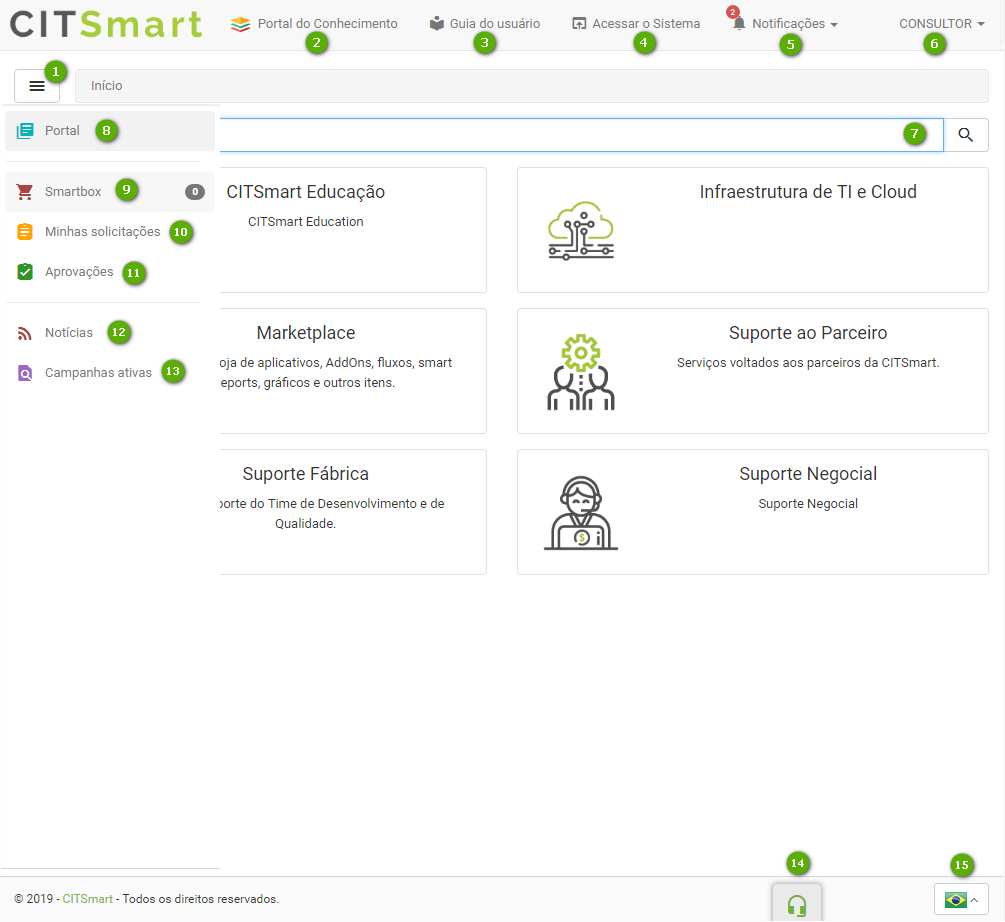 CITSmart
Portal do Conhecimento
2
Guia do usuário
3
Acessar o Sistema
4
2
Notificações
5
CONSULTOR
6
1
Início
Portal
8
7
Smartbox
9
0
Minhas solicitações
10
Aprovações
11
Notícias
12
Campanhas ativas
13
CITSmart Educação
CITSmart Education
Infraestrutura de TI e Cloud
Marketplace
oja de aplicativos, AddOns, fluxos, smart
eports, gráficos e outros itens.
Suporte ao Parceiro
Serviços voltados aos parceiros da CITSmart.
Suporte Fábrica
porte do Time de Desenvolvimento e de
Qualidade.
Suporte Negocial
Suporte Negocial
14
15
© 2019 - CITSmart - Todos os direitos reservados.